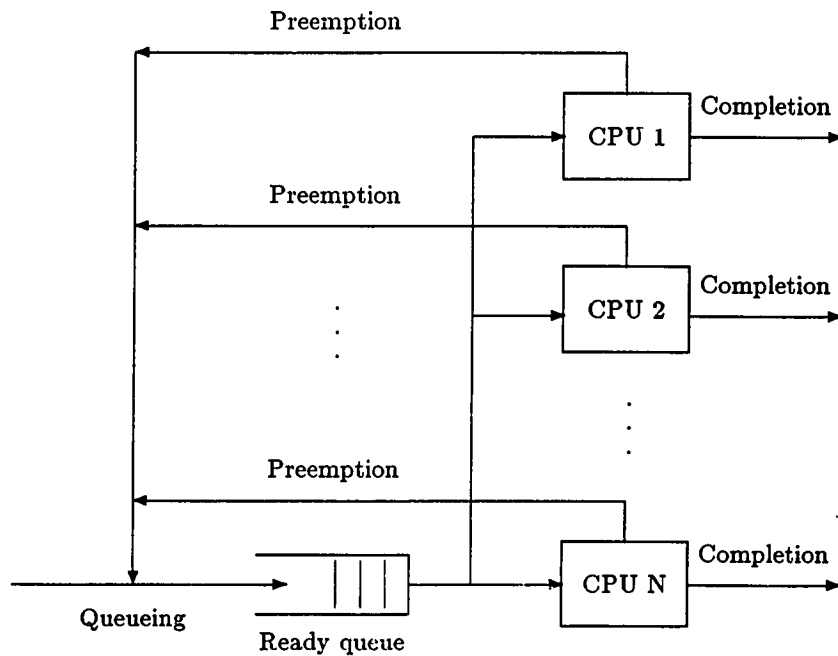 Preemption
Completion
CPU 1
Preemption
Completion
CPU 2
Preemption
Completion
CPU N
Queueing
Ready queue